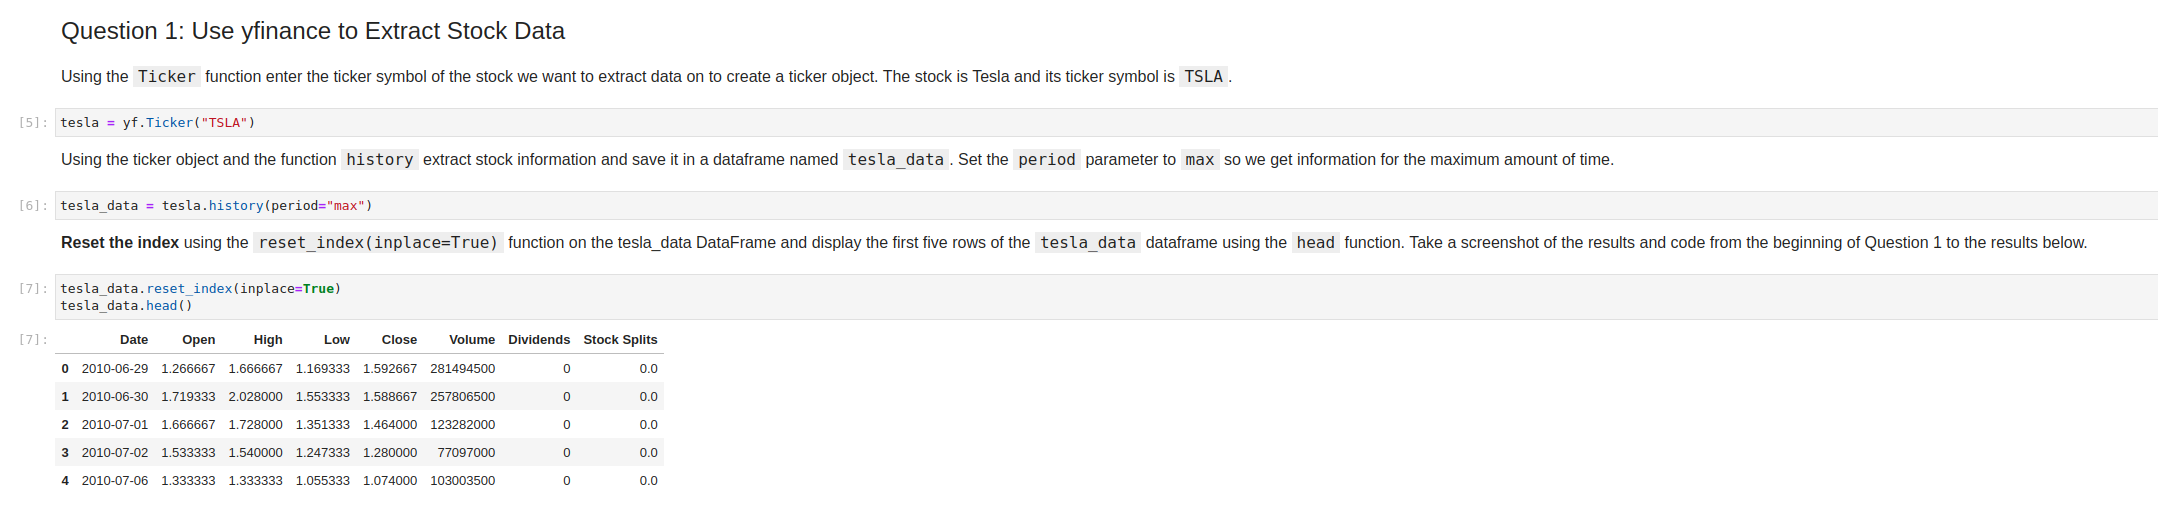 Question 1: Use yfinance to Extract Stock Data
Using the Ticker function enter the ticker symbol of the stock we want to extract data on to create a ticker object. The stock is Tesla and its ticker symbol is TSLA .
[5]: tesla = yf.Ticker("TSLA")
Using the ticker object and the function history extract stock information and save it in a dataframe named tesla_data . Set the period parameter to max so we get information for the maximum amount of time.
[6]: tesla_data = tesla.history(period="max")
Reset the index using the reset_index(inplace=True) function on the tesla_data DataFrame and display the first five rows of the tesla_data dataframe using the head function. Take a screenshot of the results and code from the beginning of Question 1 to the results below.
[7]: tesla_data.reset_index(inplace=True)
tesla_data.head()
[7]: Date Open High Low Close Volume Dividends Stock Splits
0 2010-06-29 1.266667 1.666667 1.169333 1.592667 281494500 0 0.0
1 2010-06-30 1.719333 2.028000 1.553333 1.588667 257806500 0 0.0
2 2010-07-01 1.666667 1.728000 1.351333 1.464000 123282000 0 0.0
3 2010-07-02 1.533333 1.540000 1.247333 1.280000 77097000 0 0.0
4 2010-07-06 1.333333 1.333333 1.055333 1.074000 103003500 0 0.0